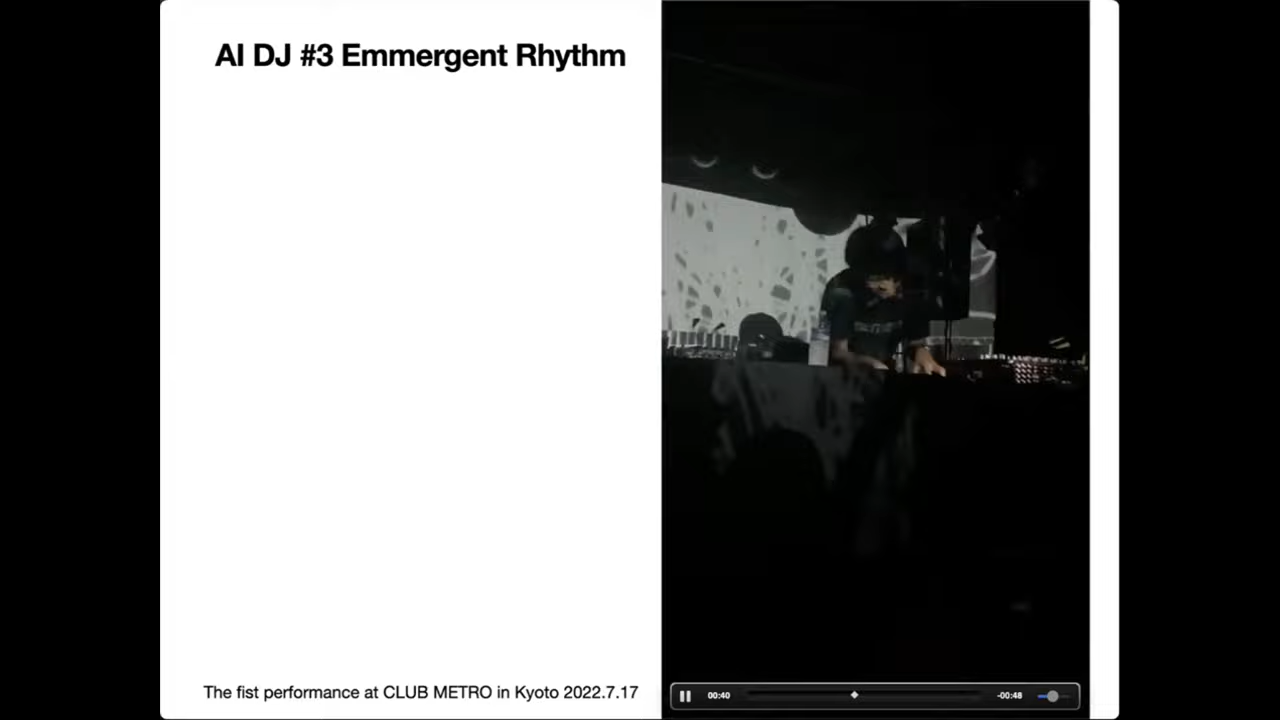 AI DJ #3 Emmergent Rhythm
The fist performance at CLUB METRO in Kyoto 2022.7.17
00:40
-00:48